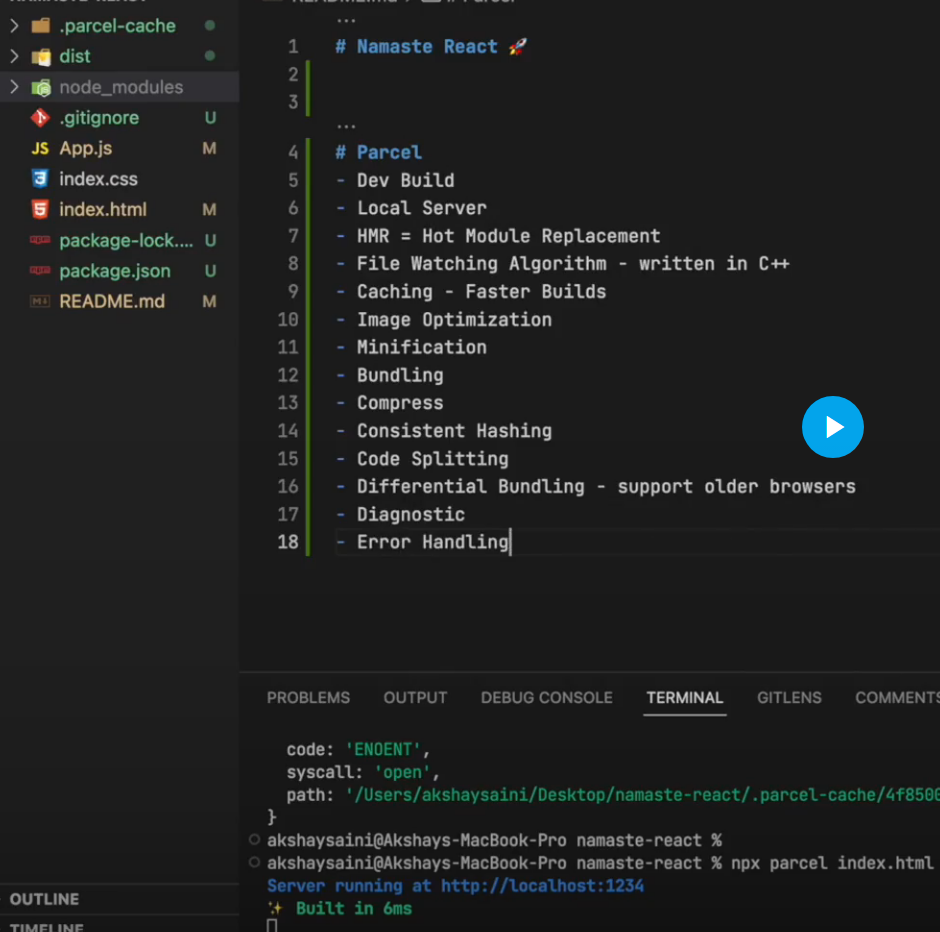 .parcel-cache
dist
node_modules
.gitignore U
JS App.js M
index.css
index.html M
package-lock.... U
package.json U
README.md M
OUTLINE
TIMELINE
...
1 # Namaste React 🚀
2
3
...
4 # Parcel
5 - Dev Build
6 - Local Server
7 - HMR = Hot Module Replacement
8 - File Watching Algorithm - written in C++
9 - Caching - Faster Builds
10 - Image Optimization
11 - Minification
12 - Bundling
13 - Compress
14 - Consistent Hashing
15 - Code Splitting
16 - Differential Bundling - support older browsers
17 - Diagnostic
18 - Error Handling
PROBLEMS OUTPUT DEBUG CONSOLE TERMINAL GITLENS COMMENTS
code: 'ENOENT',
syscall: 'open',
path: '/Users/akshaysaini/Desktop/namaste-react/.parcel-cache/4f8500
}
akshaysaini@Akshays-MacBook-Pro namaste-react %
akshaysaini@Akshays-MacBook-Pro namaste-react % npx parcel index.html
Server running at http://localhost:1234
✨ Built in 6ms